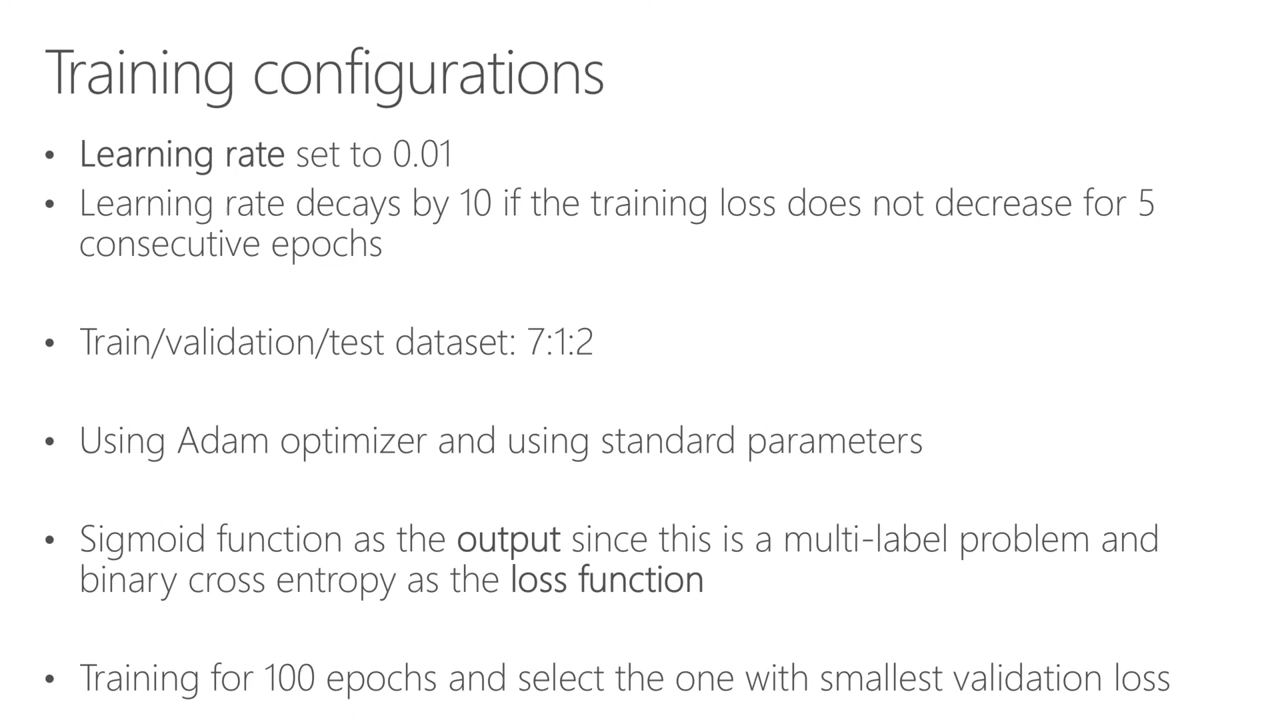 Training configurations
• Learning rate set to 0.01
• Learning rate decays by 10 if the training loss does not decrease for 5
consecutive epochs
• Train/validation/test dataset: 7:1:2
• Using Adam optimizer and using standard parameters
• Sigmoid function as the output since this is a multi-label problem and
binary cross entropy as the loss function
• Training for 100 epochs and select the one with smallest validation loss